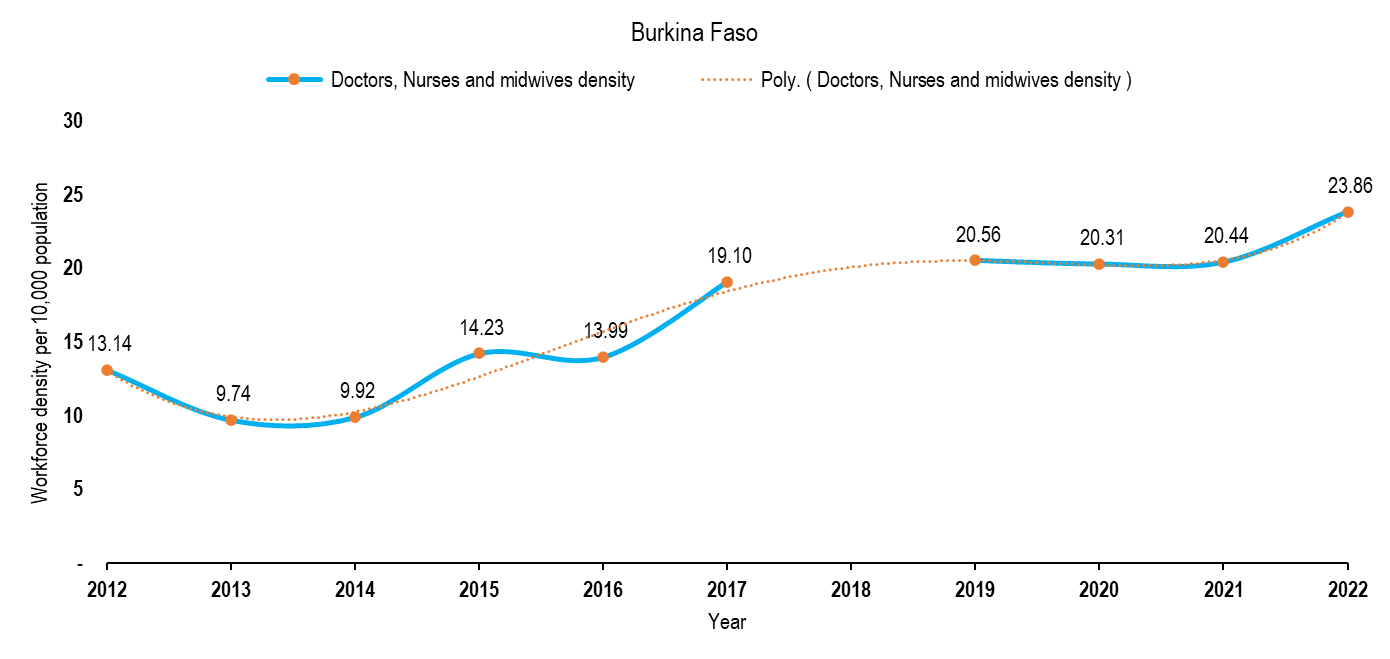 Burkina Faso
Doctors, Nurses and midwives density
Poly. ( Doctors, Nurses and midwives density )
Workforce density per 10,000 population
30
25
20
15
10
5
-
13.14
9.74
9.92
14.23
13.99
19.10
20.56
20.31
20.44
23.86
2012 2013 2014 2015 2016 2017 2018 2019 2020 2021 2022
Year